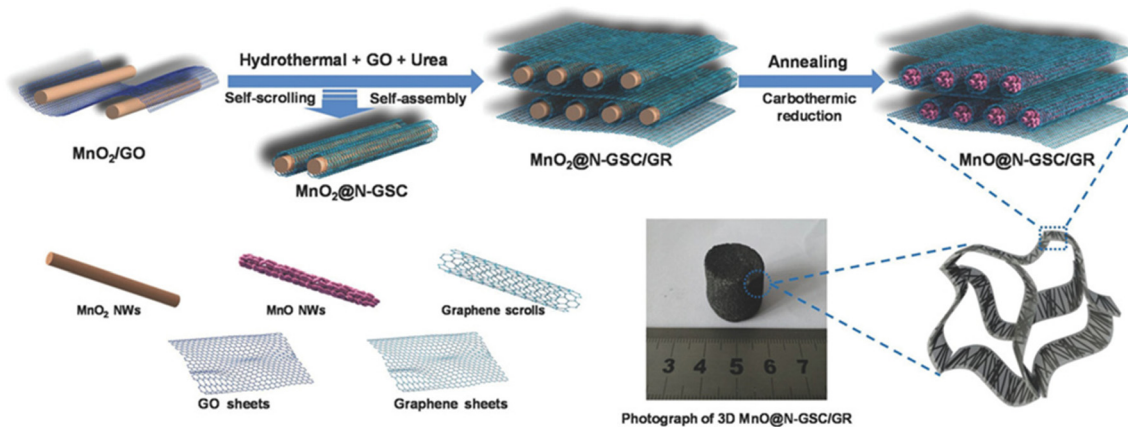 Hydrothermal + GO + Urea
Self-scrolling
Self-assembly
Annealing
Carbothermic
reduction
MnO₂/GO
MnO₂@N-GSC
MnO₂@N-GSC/GR
MnO@N-GSC/GR
MnO₂ NWs
MnO NWs
Graphene scrolls
GO sheets
Graphene sheets
3 4 5 6 7
Photograph of 3D MnO@N-GSC/GR